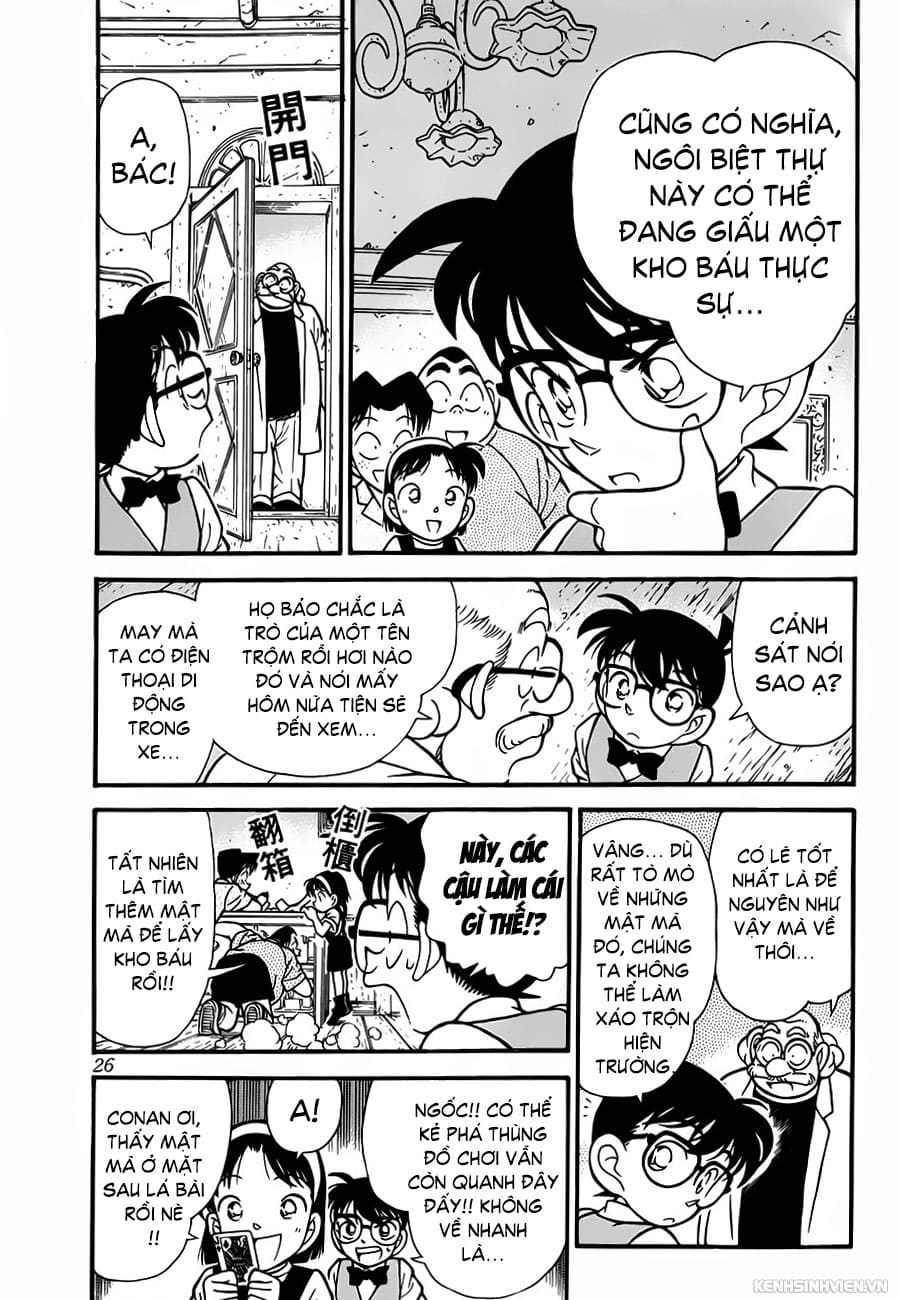 CŨNG CÓ NGHĨA,
NGÔI BIỆT THỰ
NÀY CÓ THỂ
ĐANG GIẤU MỘT
KHO BÁU THỰC
SỰ...
開門
A,
BÁC!
CẢNH
SÁT NÓI
SAO Ạ?
HỌ BẢO CHẮC LÀ
TRÒ CỦA MỘT TÊN
TRỘM RỒI HƠI NÀO
ĐÓ VÀ NÓI MẤY
HÔM NỮA TIỆN SẼ
ĐẾN XEM...
MAY MÀ
TA CÓ ĐIỆN
THOẠI DI
ĐỘNG
TRONG
XE...
CÓ LẼ TỐT
NHẤT LÀ ĐỂ
NGUYÊN NHƯ
VẬY MÀ VỀ
THÔI...
VÂNG... DÙ
RẤT TÒ MÒ
VỀ NHỮNG
MẬT MÃ
ĐÓ, CHÚNG
TA KHÔNG
THỂ LÀM
XÁO TRỘN
HIỆN
TRƯỜNG.
NÀY, CÁC
CẬU LÀM CÁI
GÌ THẾ!?
倒櫃
翻箱
TẤT NHIÊN
LÀ TÌM
THÊM MẬT
MÃ ĐỂ LẤY
KHO BÁU
RỒI!!
26
NGỐC!! CÓ THỂ
KẺ PHÁ THÙNG
ĐỒ CHƠI VẪN
CÒN QUANH ĐÂY
ĐẤY!! KHÔNG
VỀ NHANH
LÀ...
A!
CONAN ƠI,
THẤY MẬT
MÃ Ở MẶT
SAU LÁ BÀI
RỒI NÈ
!!
KENHSINHVIEN.VN